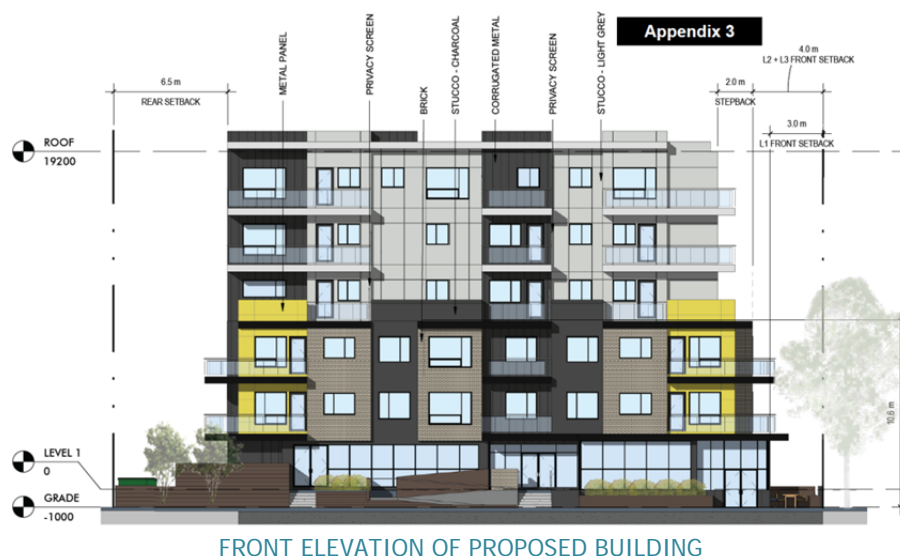 Appendix 3
METAL PANEL
PRIVACY SCREEN
BRICK
STUCCO - CHARCOAL
CORRUGATED METAL
PRIVACY SCREEN
STUCCO - LIGHT GREY
4.0 m
L2 + L3 FRONT SETBACK
6.5 m
REAR SETBACK
2.0 m
STEPBACK
3.0 m
L1 FRONT SETBACK
ROOF
19200
10.6 m
LEVEL 1
0
GRADE
-1000
FRONT ELEVATION OF PROPOSED BUILDING